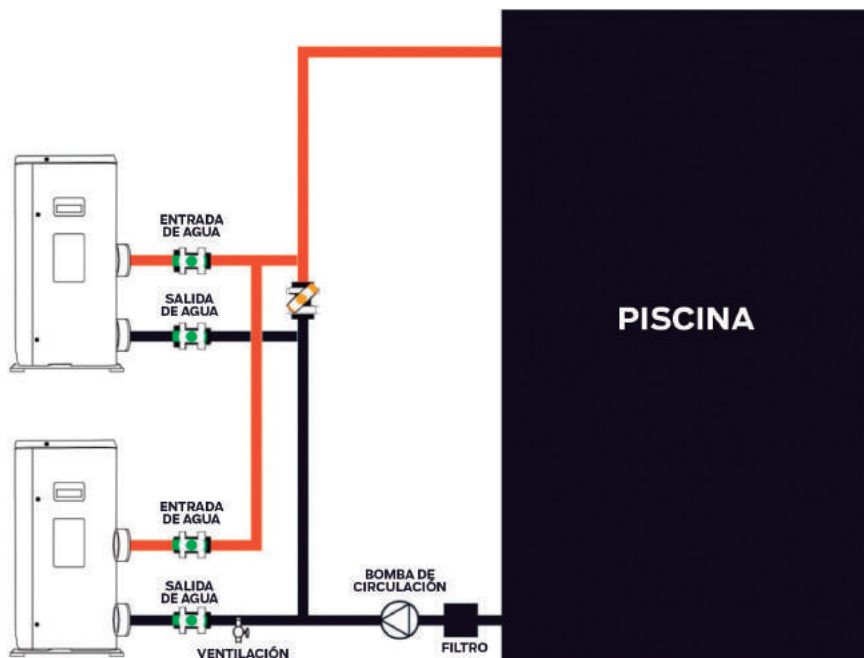 ENTRADA
DE AGUA
SALIDA
DE AGUA
PISCINA
ENTRADA
DE AGUA
SALIDA
DE AGUA
VENTILACIÓN
BOMBA DE
CIRCULACIÓN
FILTRO